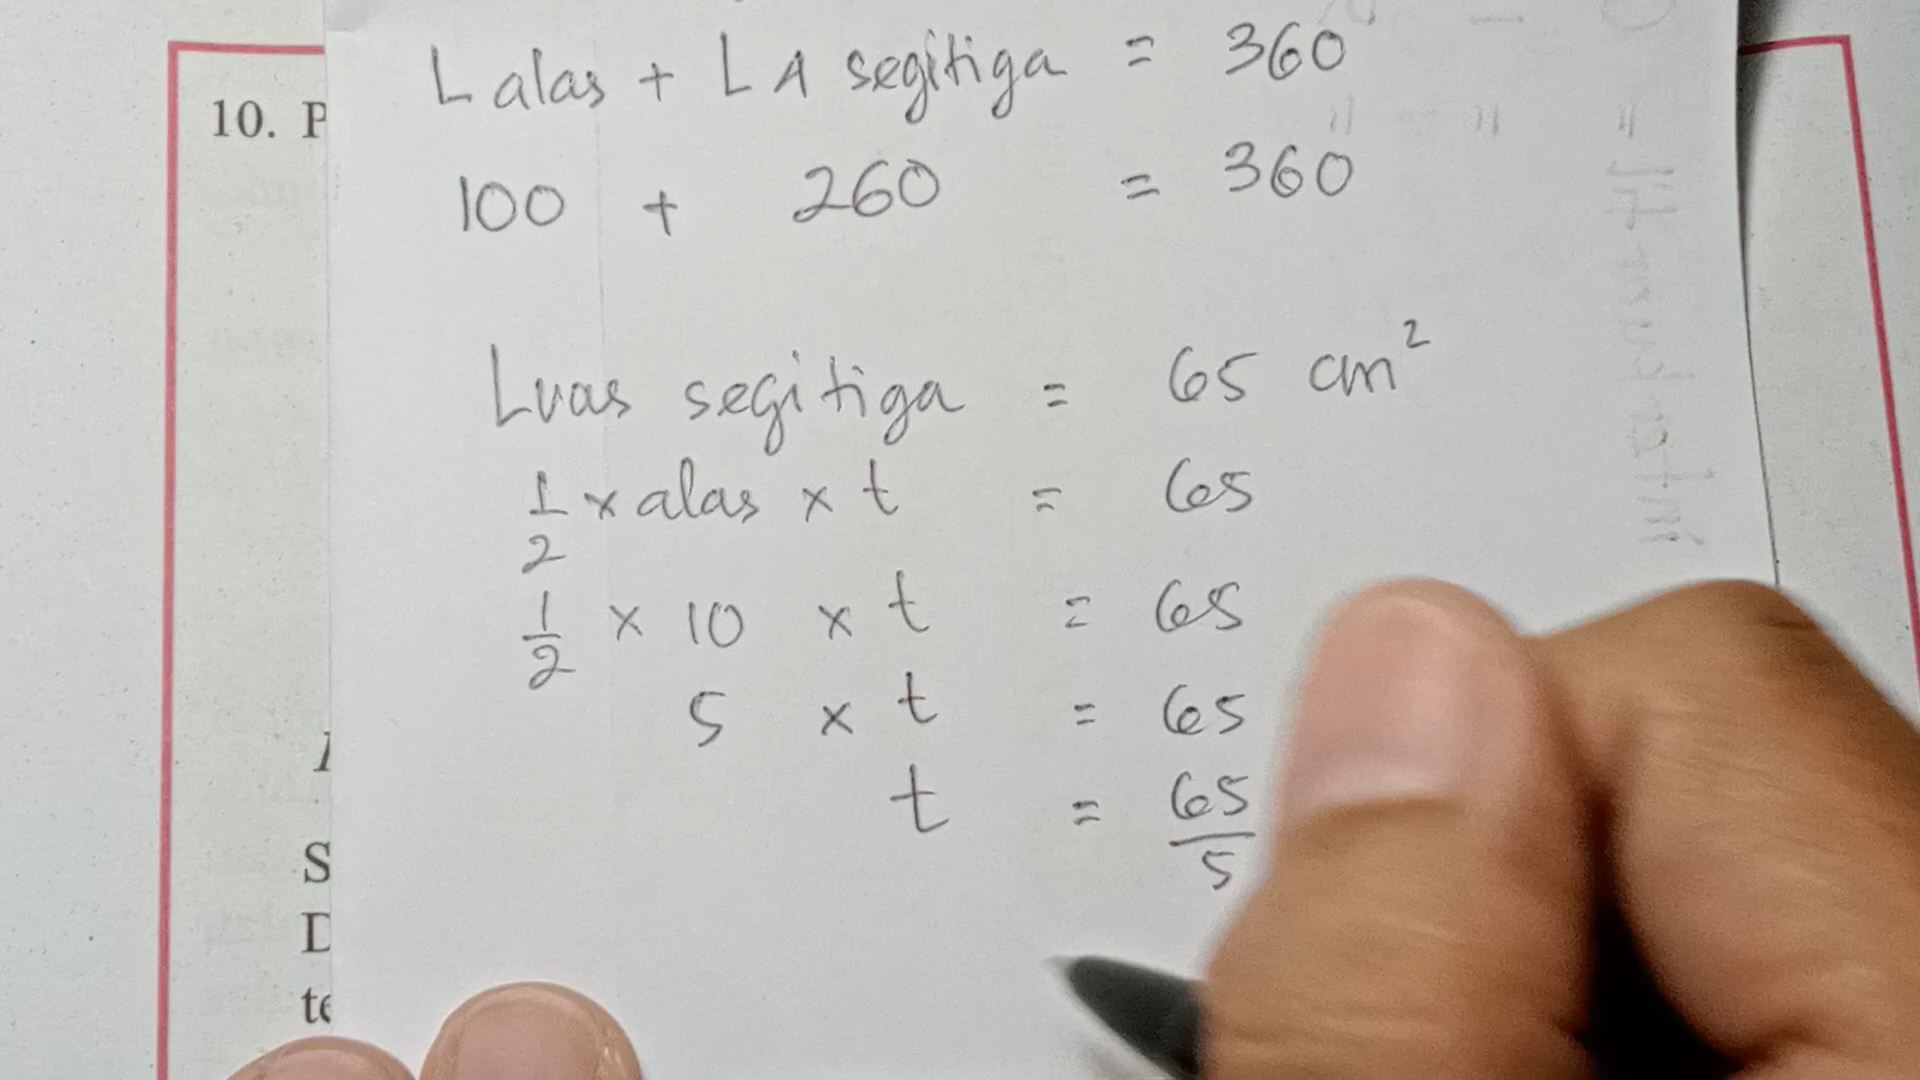 L alas + L A segitiga = 360
10. P
100 + 260 = 360
Luas segitiga = 65 cm²
1/2 x alas x t = 65
1/2 x 10 x t = 65
5 x t = 65
t = 65/5
S
D
te